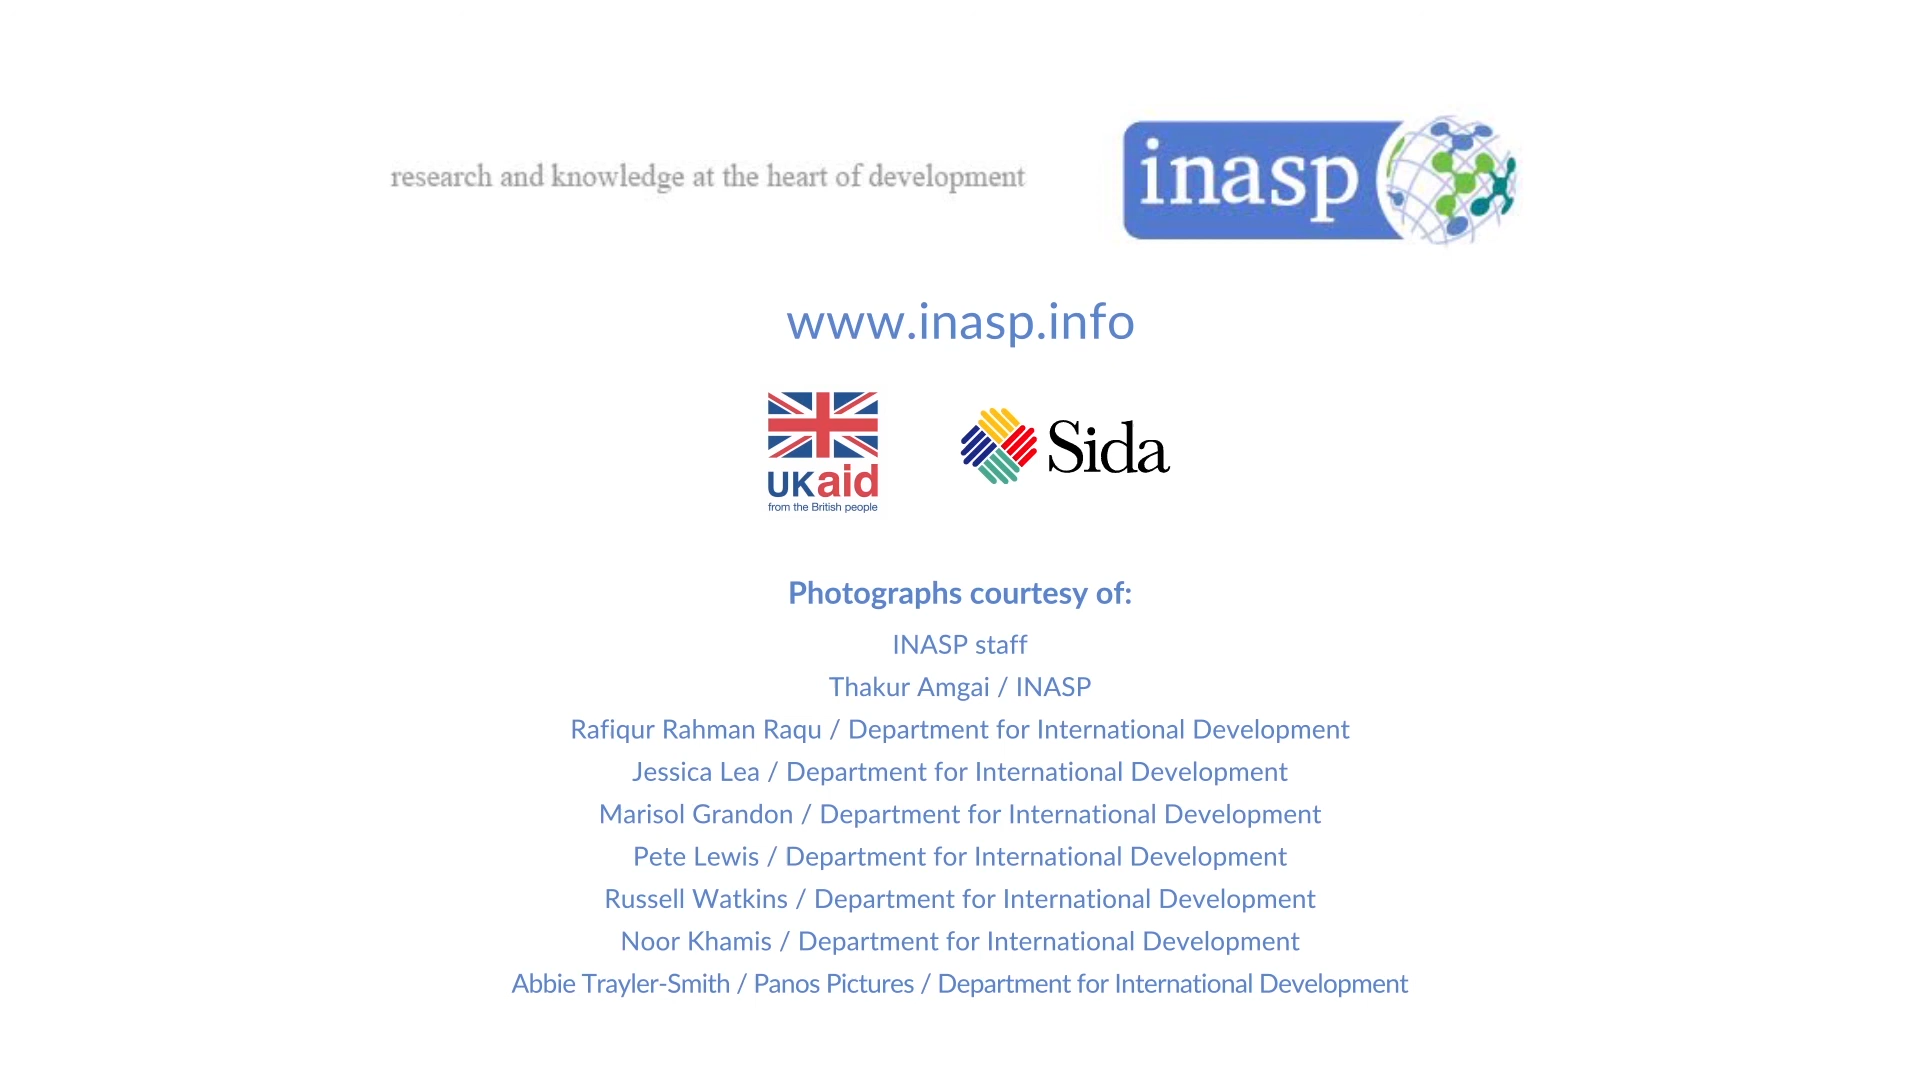 research and knowledge at the heart of development
inasp
www.inasp.info
UKaid
from the British people
Sida
Photographs courtesy of:
INASP staff
Thakur Amgai / INASP
Rafiqur Rahman Raqu / Department for International Development
Jessica Lea / Department for International Development
Marisol Grandon / Department for International Development
Pete Lewis / Department for International Development
Russell Watkins / Department for International Development
Noor Khamis / Department for International Development
Abbie Trayler-Smith / Panos Pictures / Department for International Development